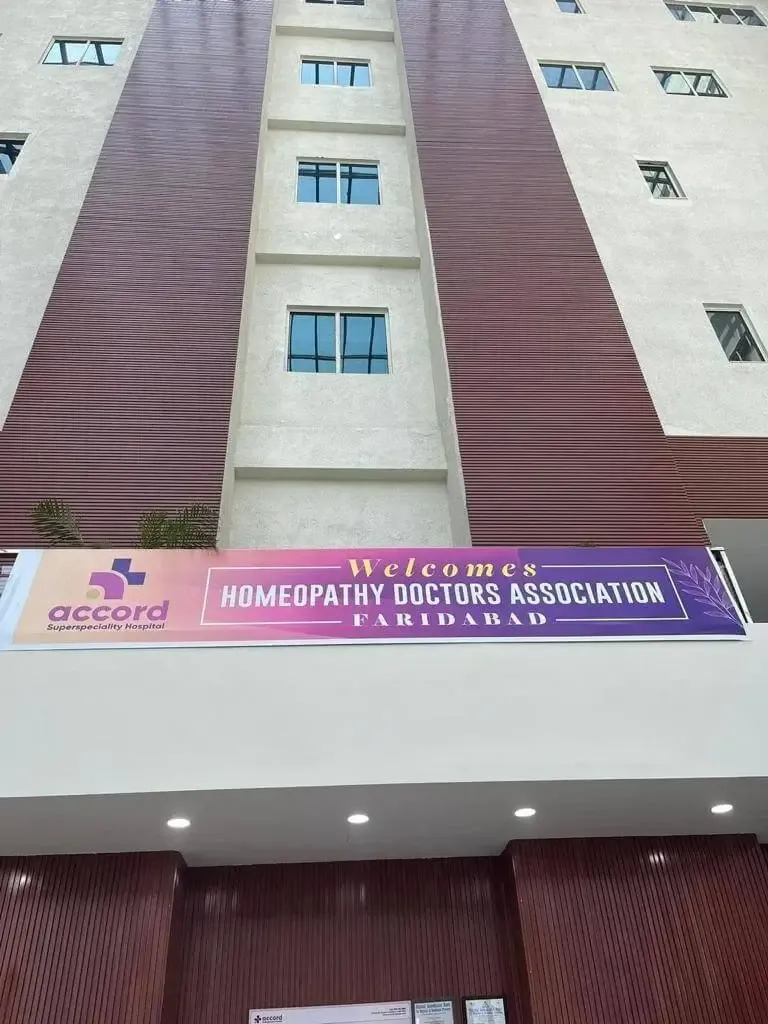 accord
Superspeciality Hospital
Welcomes
HOMEOPATHY DOCTORS ASSOCIATION
FARIDABAD
accord